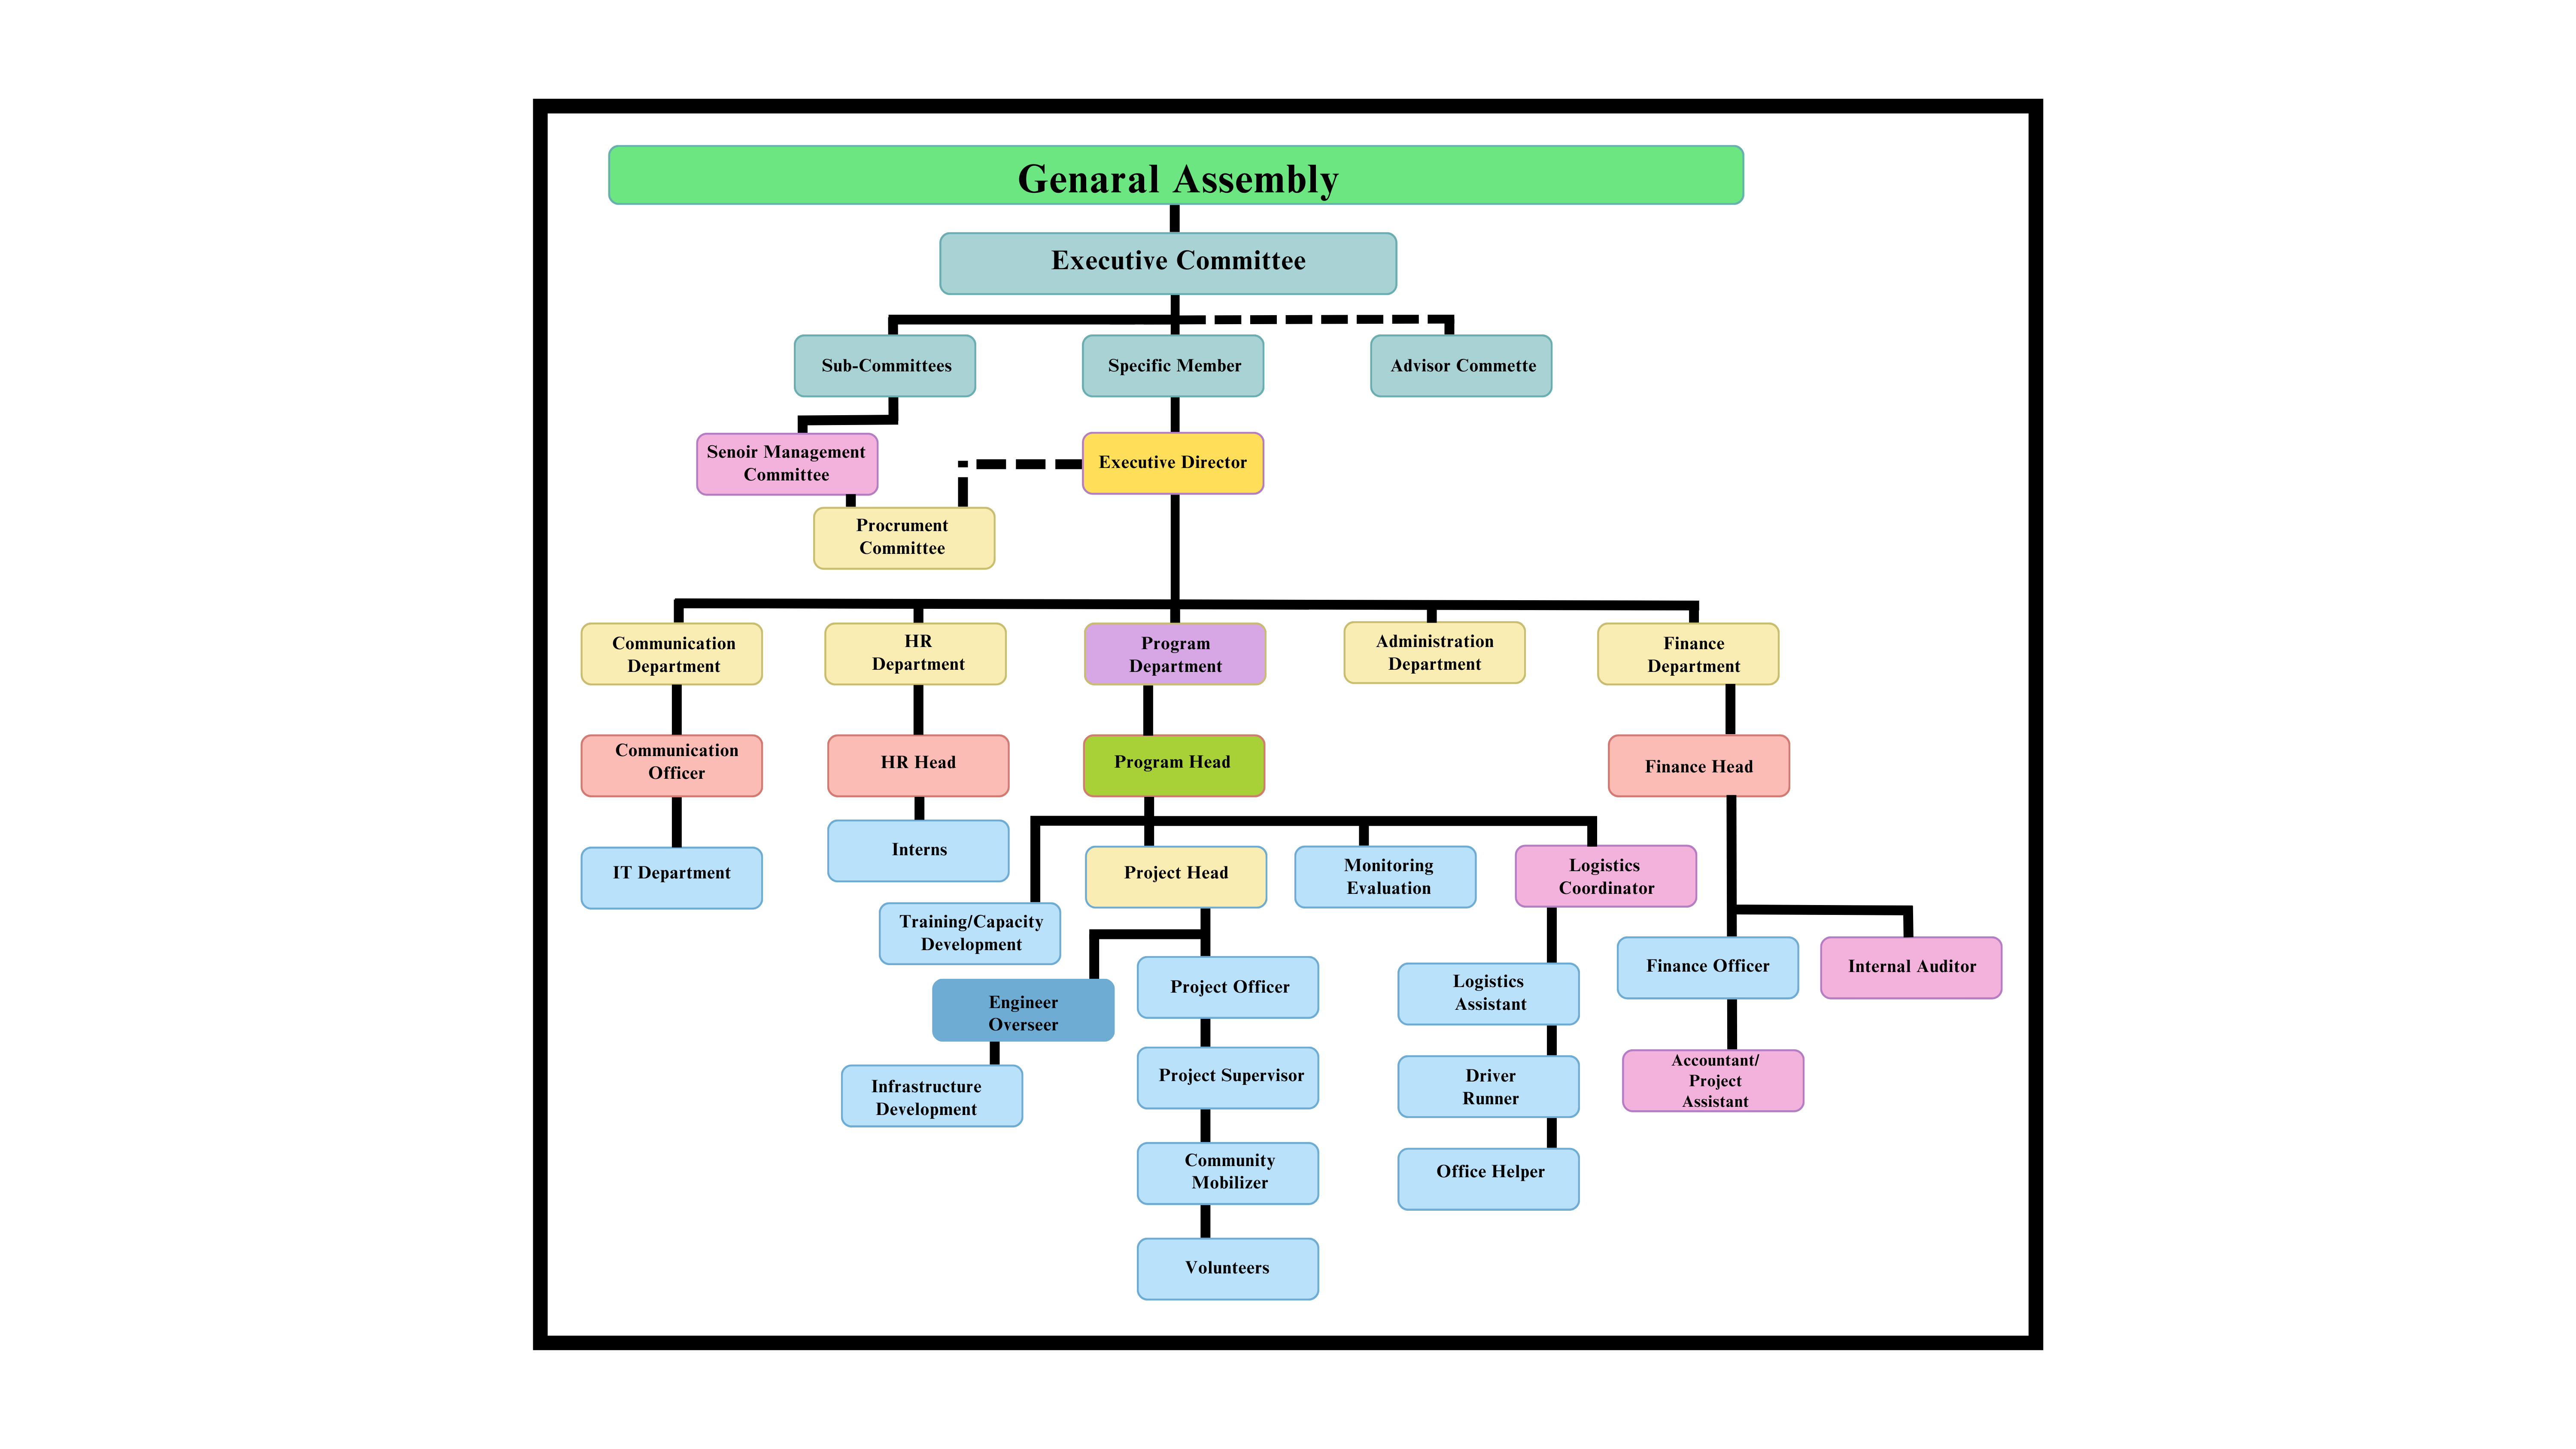 Genaral Assembly
Executive Committee
Sub-Committees
Specific Member
Advisor Commette
Senoir Management
Committee
Executive Director
Procrument
Committee
Communication
Department
HR
Department
Program
Department
Administration
Department
Finance
Department
Communication
Officer
HR Head
Program Head
Finance Head
IT Department
Interns
Project Head
Monitoring
Evaluation
Logistics
Coordinator
Training/Capacity
Development
Engineer
Overseer
Project Officer
Logistics
Assistant
Finance Officer
Internal Auditor
Infrastructure
Development
Project Supervisor
Driver
Runner
Accountant/
Project
Assistant
Community
Mobilizer
Office Helper
Volunteers